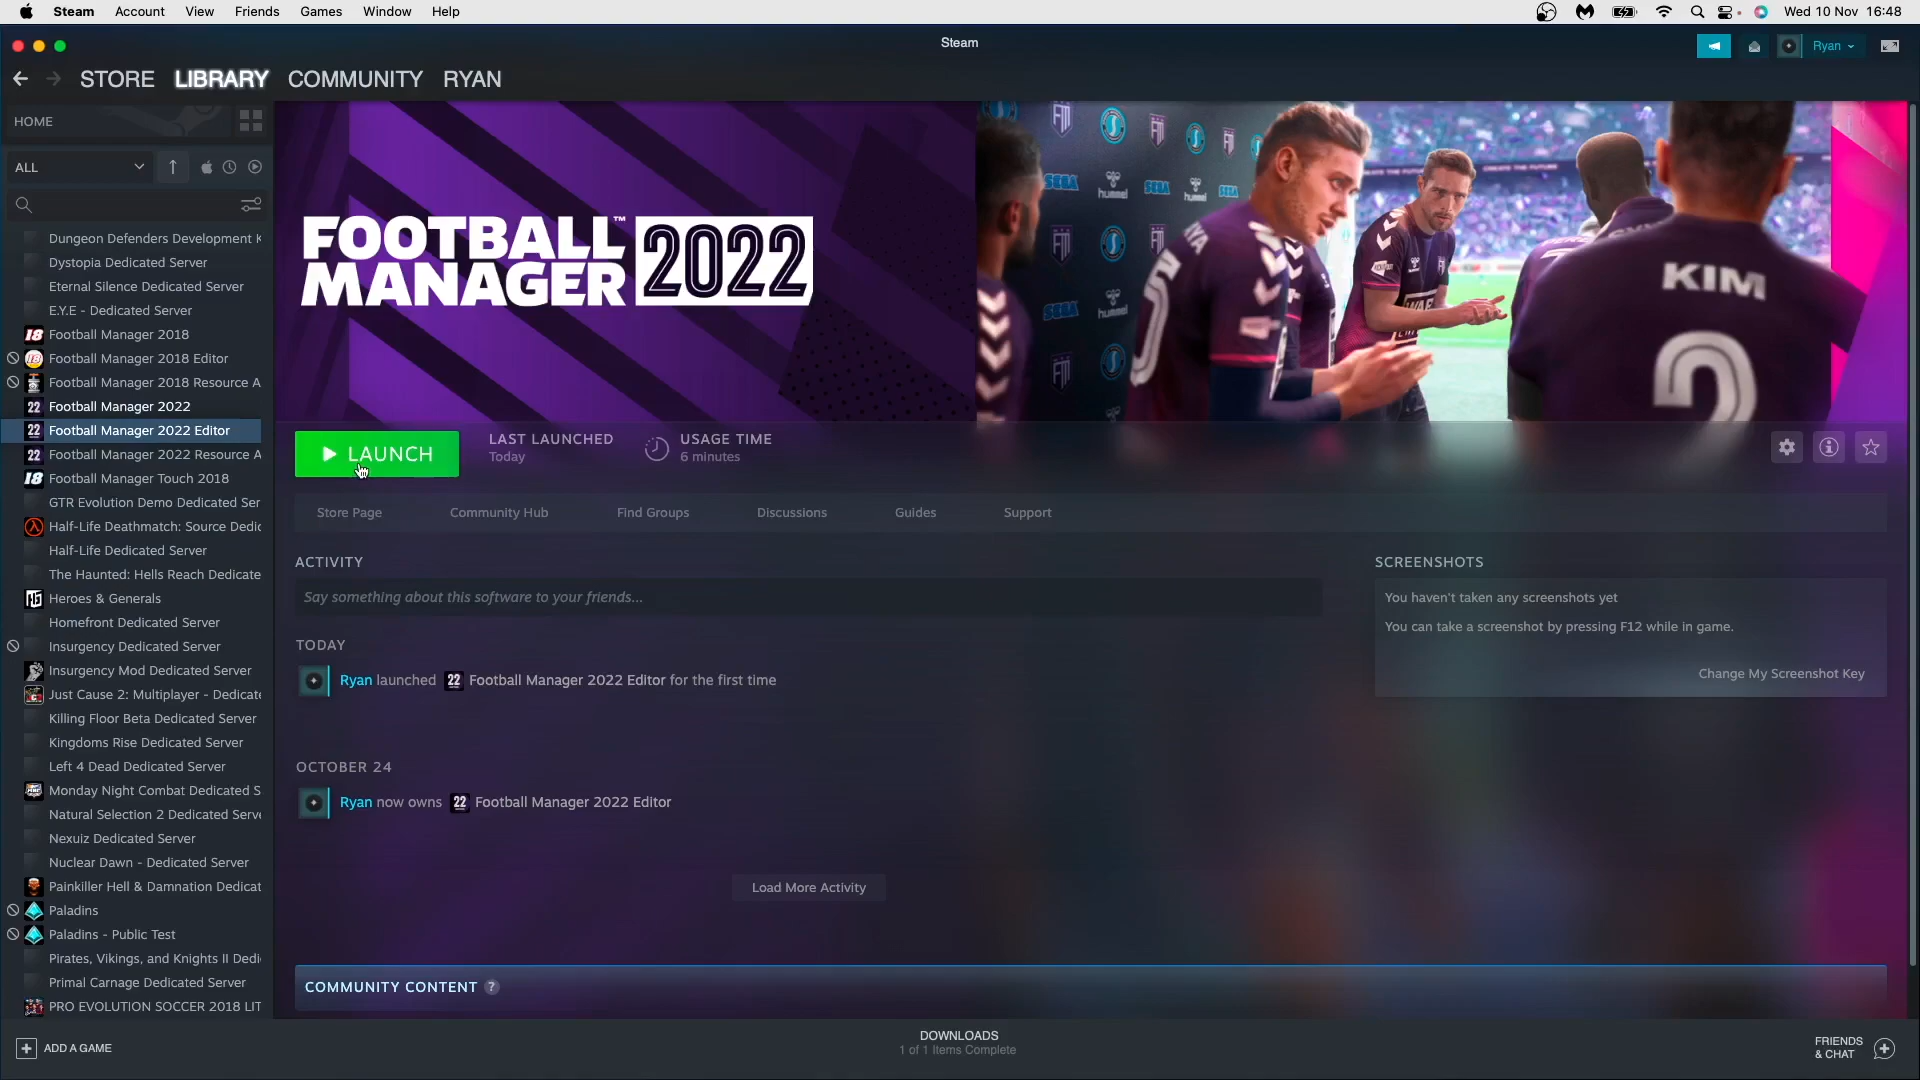 Steam Account View Friends Games Window Help
Wed 10 Nov 16:48
Steam
Ryan
STORE LIBRARY COMMUNITY RYAN
HOME
ALL
Dungeon Defenders Development K
Dystopia Dedicated Server
Eternal Silence Dedicated Server
E.Y.E - Dedicated Server
18 Football Manager 2018
18 Football Manager 2018 Editor
Football Manager 2018 Resource A
22 Football Manager 2022
22 Football Manager 2022 Editor
22 Football Manager 2022 Resource A
18 Football Manager Touch 2018
GTR Evolution Demo Dedicated Ser
Half-Life Deathmatch: Source Dedic
Half-Life Dedicated Server
The Haunted: Hells Reach Dedicate
Heroes & Generals
Homefront Dedicated Server
Insurgency Dedicated Server
Insurgency Mod Dedicated Server
Just Cause 2: Multiplayer - Dedicate
Killing Floor Beta Dedicated Server
Kingdoms Rise Dedicated Server
Left 4 Dead Dedicated Server
Monday Night Combat Dedicated S
Natural Selection 2 Dedicated Serve
Nexuiz Dedicated Server
Nuclear Dawn - Dedicated Server
Painkiller Hell & Damnation Dedicat
Paladins
Paladins - Public Test
Pirates, Vikings, and Knights II Dedi
Primal Carnage Dedicated Server
PRO EVOLUTION SOCCER 2018 LIT
FOOTBALL™
MANAGER 2022
SEGA
hummel
KIM
2
5
LAUNCH
LAST LAUNCHED
Today
USAGE TIME
6 minutes
Store Page Community Hub Find Groups Discussions Guides Support
ACTIVITY
Say something about this software to your friends...
TODAY
Ryan launched 22 Football Manager 2022 Editor for the first time
OCTOBER 24
Ryan now owns 22 Football Manager 2022 Editor
Load More Activity
SCREENSHOTS
You haven't taken any screenshots yet
You can take a screenshot by pressing F12 while in game.
Change My Screenshot Key
COMMUNITY CONTENT ?
ADD A GAME
DOWNLOADS
1 of 1 Items Complete
FRIENDS
& CHAT